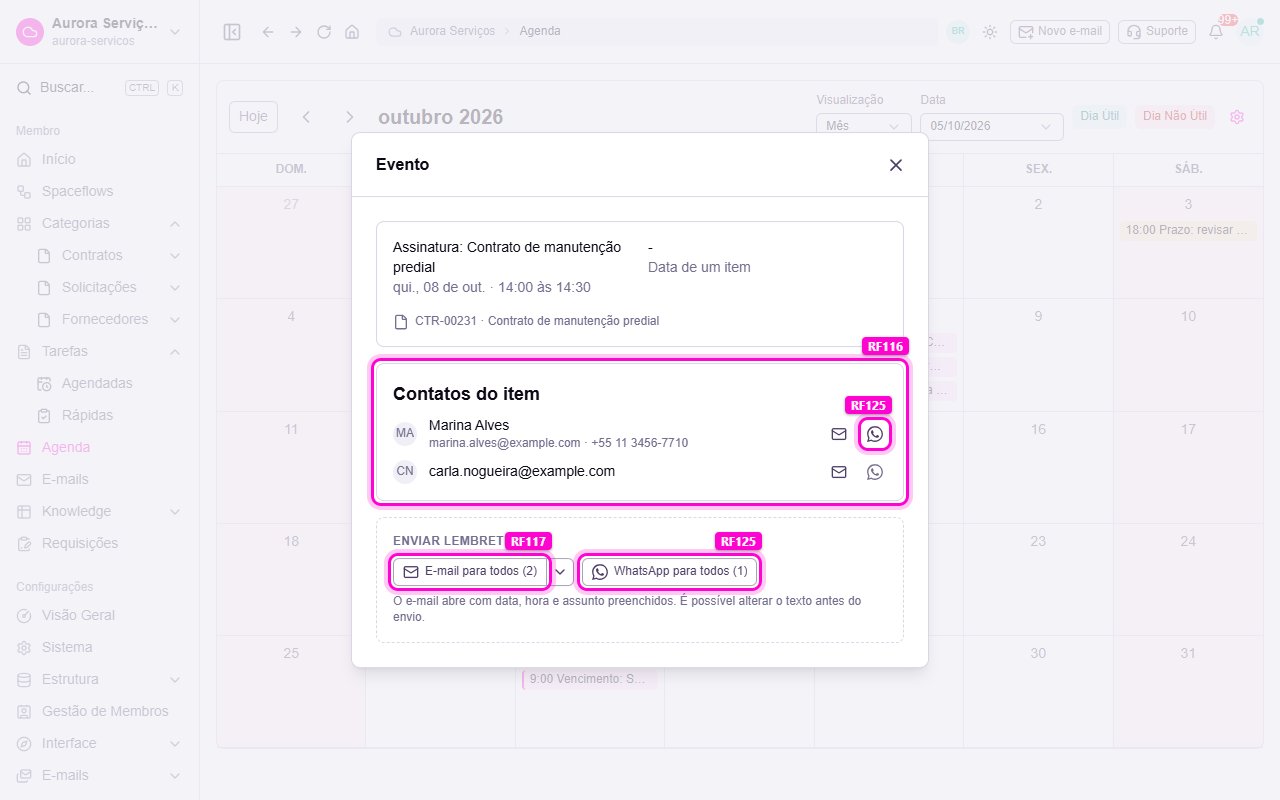 Aurora Serviç...
aurora-servicos
Aurora Serviços
Agenda
BR
Novo e-mail
Suporte
99+
AR
Buscar...
CTRL
K
Membro
Início
Spaceflows
Categorias
Contratos
Solicitações
Fornecedores
Tarefas
Agendadas
Rápidas
Agenda
E-mails
Knowledge
Requisições
Configurações
Visão Geral
Sistema
Estrutura
Gestão de Membros
Interface
E-mails
Hoje
outubro 2026
Visualização
Mês
Data
05/10/2026
Dia Útil
Dia Não Útil
DOM.
SEX.
SÁB.
27
2
3
18:00 Prazo: revisar ...
4
9
10
11
16
17
18
23
24
25
30
31
9:00 Vencimento: S...
Evento
Assinatura: Contrato de manutenção
predial
qui., 08 de out. · 14:00 às 14:30
-
Data de um item
CTR-00231 · Contrato de manutenção predial
RF116
Contatos do item
RF125
MA
Marina Alves
marina.alves@example.com · +55 11 3456-7710
CN
carla.nogueira@example.com
ENVIAR LEMBRET
RF117
RF125
E-mail para todos (2)
WhatsApp para todos (1)
O e-mail abre com data, hora e assunto preenchidos. É possível alterar o texto antes do
envio.